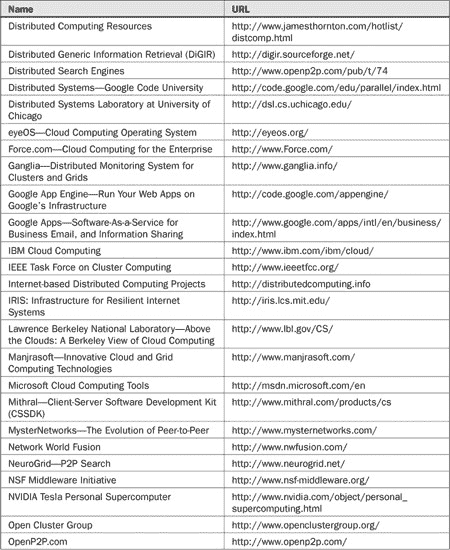 Name URL
Distributed Computing Resources http://www.jamesthornton.com/hotlist/
distcomp.html
Distributed Generic Information Retrieval (DiGIR) http://digir.sourceforge.net/
Distributed Search Engines http://www.openp2p.com/pub/t/74
Distributed Systems—Google Code University http://code.google.com/edu/parallel/index.html
Distributed Systems Laboratory at University of http://dsl.cs.uchicago.edu/
Chicago
eyeOS—Cloud Computing Operating System http://eyeos.org/
Force.com—Cloud Computing for the Enterprise http://www.Force.com/
Ganglia—Distributed Monitoring System for http://www.ganglia.info/
Clusters and Grids
Google App Engine—Run Your Web Apps on http://code.google.com/appengine/
Google's Infrastructure
Google Apps—Software-As-a-Service for http://www.google.com/apps/intl/en/business/
Business Email, and Information Sharing index.html
IBM Cloud Computing http://www.ibm.com/ibm/cloud/
IEEE Task Force on Cluster Computing http://www.ieeetfcc.org/
Internet-based Distributed Computing Projects http://distributedcomputing.info
IRIS: Infrastructure for Resilient Internet http://iris.lcs.mit.edu/
Systems
Lawrence Berkeley National Laboratory—Above http://www.lbl.gov/CS/
the Clouds: A Berkeley View of Cloud Computing
Manjrasoft—Innovative Cloud and Grid http://www.manjrasoft.com/
Computing Technologies
Microsoft Cloud Computing Tools http://msdn.microsoft.com/en
Mithral—Client-Server Software Development Kit http://www.mithral.com/products/cs
(CSSDK)
MysterNetworks—The Evolution of Peer-to-Peer http://www.mysternetworks.com/
Network World Fusion http://www.nwfusion.com/
NeuroGrid—P2P Search http://www.neurogrid.net/
NSF Middleware Initiative http://www.nsf-middleware.org/
NVIDIA Tesla Personal Supercomputer http://www.nvidia.com/object/personal_
supercomputing.html
Open Cluster Group http://www.openclustergroup.org/
OpenP2P.com http://www.openp2p.com/